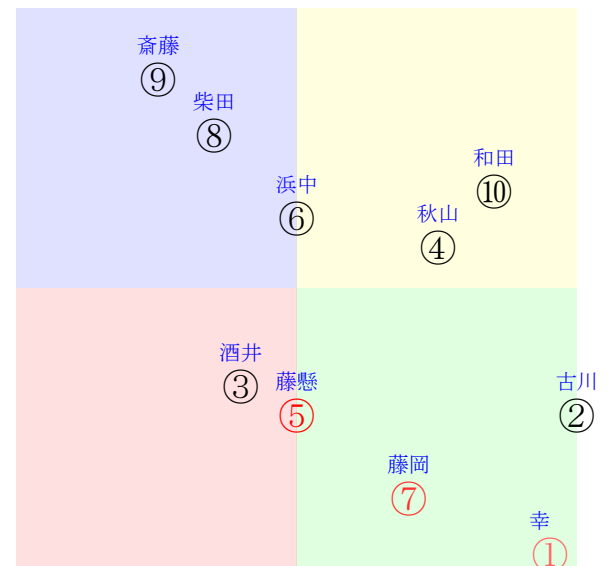 斎藤
⑨
柴田
⑧
和田
⑩
浜中
⑥
秋山
④
酒井
③
藤懸
⑤
古川
②
藤岡
⑦
幸
①